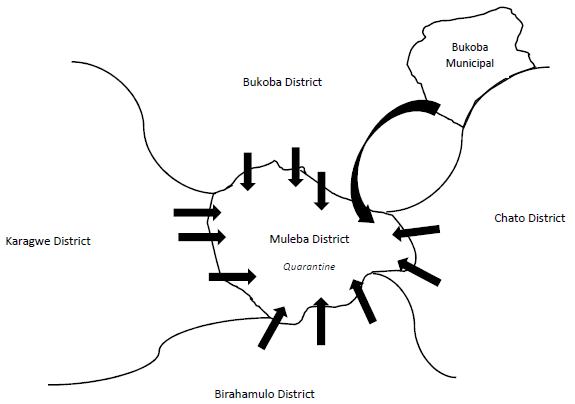 Bukoba
Municipal
Bukoba District
Chato District
Karagwe District
Muleba District
Quarantine
Birahamulo District